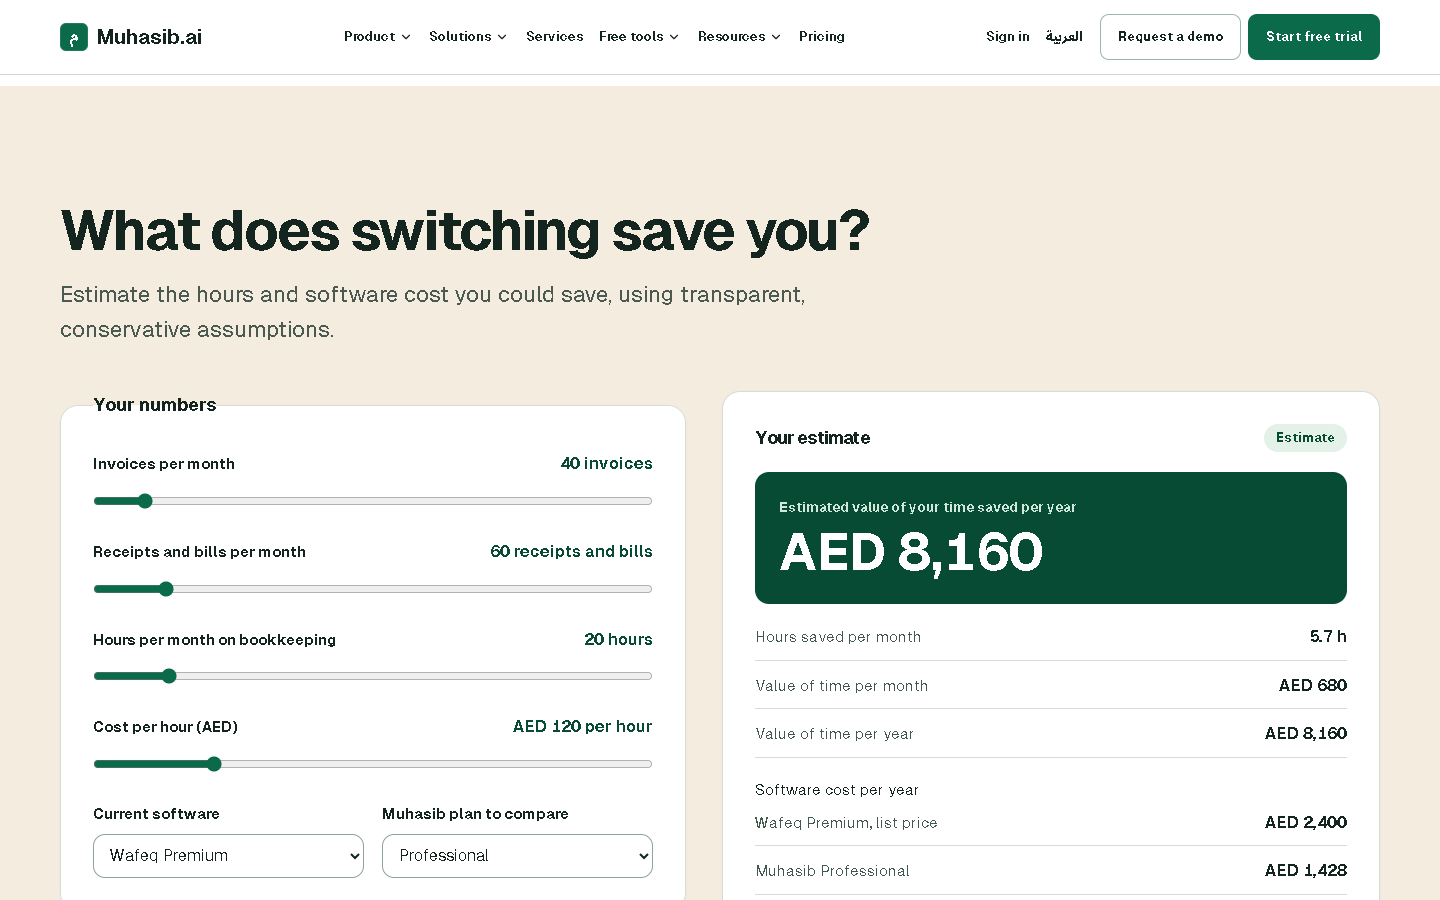 م Muhasib.ai
Product Solutions Services Free tools Resources Pricing
Sign in العربية Request a demo Start free trial
What does switching save you?
Estimate the hours and software cost you could save, using transparent,
conservative assumptions.
Your numbers
Invoices per month 40 invoices
Receipts and bills per month 60 receipts and bills
Hours per month on bookkeeping 20 hours
Cost per hour (AED) AED 120 per hour
Current software Muhasib plan to compare
Wafeq Premium Professional
Your estimate Estimate
Estimated value of your time saved per year
AED 8,160
Hours saved per month 5.7 h
Value of time per month AED 680
Value of time per year AED 8,160
Software cost per year
Wafeq Premium, list price AED 2,400
Muhasib Professional AED 1,428